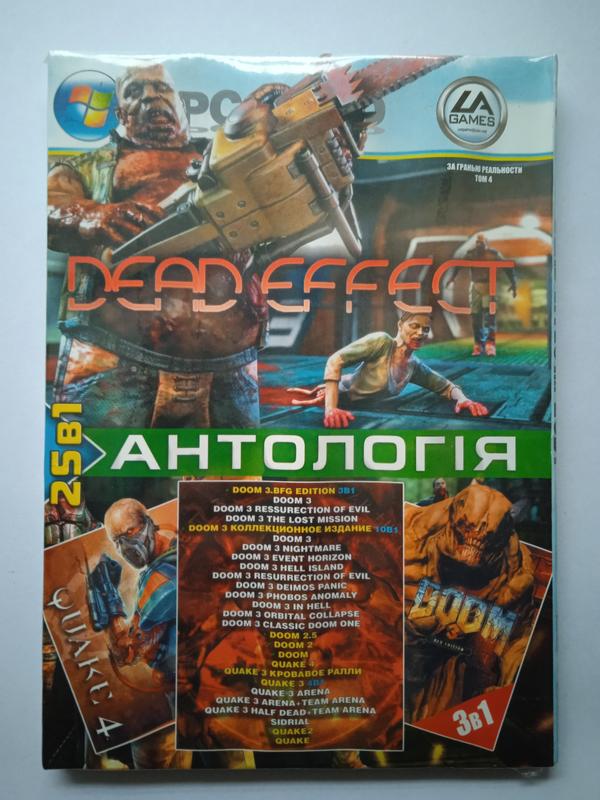 PC
LA
GAMES
ЗА ГРАНЬЮ РЕАЛЬНОСТИ
ТОМ 4
DEAD EFFECT
25В1
АНТОЛОГІЯ
DOOM 3.BFG EDITION 3В1
DOOM 3
DOOM 3 RESSURECTION OF EVIL
DOOM 3 THE LOST MISSION
DOOM 3 КОЛЛЕКЦИОННОЕ ИЗДАНИЕ 10В1
DOOM 3
DOOM 3 NIGHTMARE
DOOM 3 EVENT HORIZON
DOOM 3 HELL ISLAND
DOOM 3 RESURRECTION OF EVIL
DOOM 3 DEIMOS PANIC
DOOM 3 PHOBOS ANOMALY
DOOM 3 IN HELL
DOOM 3 ORBITAL COLLAPSE
DOOM 3 CLASSIC DOOM ONE
DOOM 2.5
DOOM 2
DOOM
QUAKE 4
QUAKE 3 КРОВАВОЕ РАЛЛИ
QUAKE 3 4В1
QUAKE 3 ARENA
QUAKE 3 ARENA+TEAM ARENA
QUAKE 3 HALF DEAD+TEAM ARENA
SIDRIAL
QUAKE2
QUAKE
QUAKE 4
DOOM
3
BFG EDITION
3В1